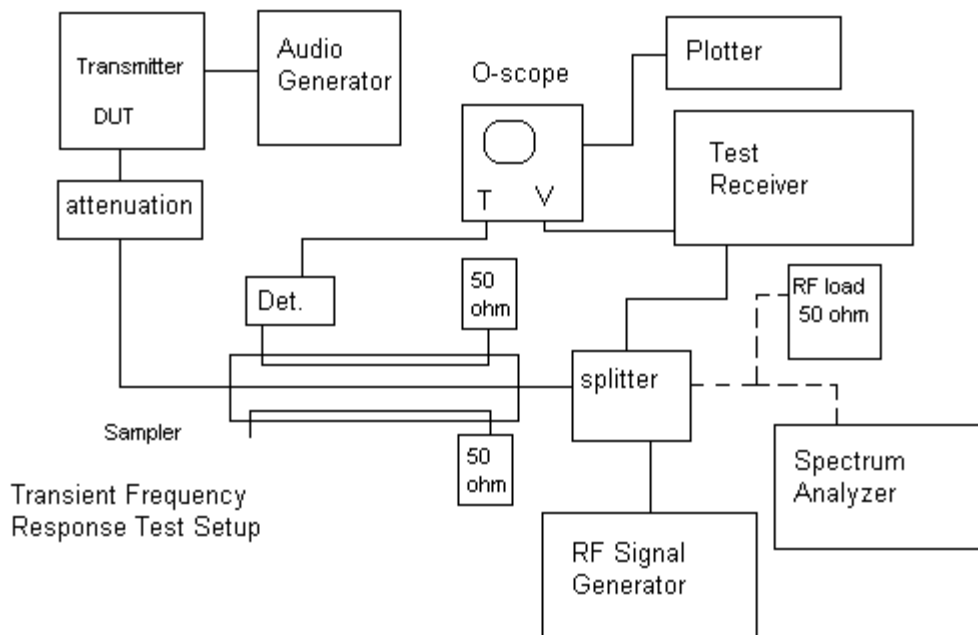 Transmitter
DUT
Audio
Generator
O-scope
T V
Plotter
Test
Receiver
attenuation
Det.
50
ohm
RF load
50 ohm
splitter
Sampler
50
ohm
Spectrum
Analyzer
Transient Frequency
Response Test Setup
RF Signal
Generator